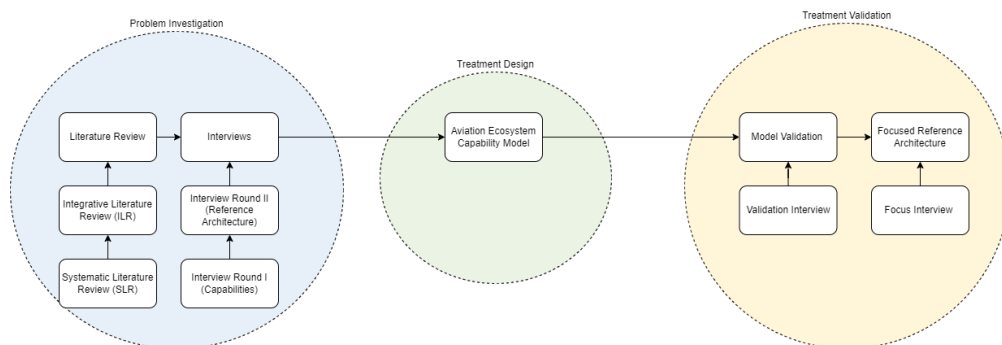 Problem Investigation
Treatment Design
Treatment Validation
Literature Review
Interviews
Aviation Ecosystem
Capability Model
Model Validation
Focused Reference
Architecture
Integrative Literature
Review (ILR)
Interview Round II
(Reference
Architecture)
Validation Interview
Focus Interview
Systematic Literature
Review (SLR)
Interview Round I
(Capabilities)